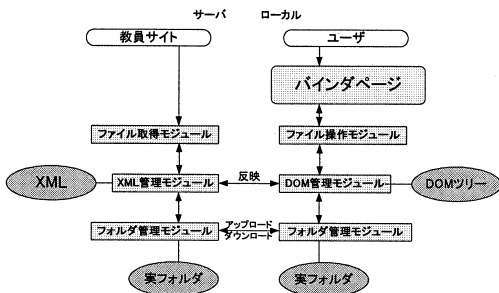 サーバ ローカル
教員サイト ユーザ
バインダページ
ファイル取得モジュール ファイル操作モジュール
XML XML管理モジュール 反映 DOM管理モジュール DOMツリー
フォルダ管理モジュール アップロード フォルダ管理モジュール
ダウンロード
実フォルダ 実フォルダ